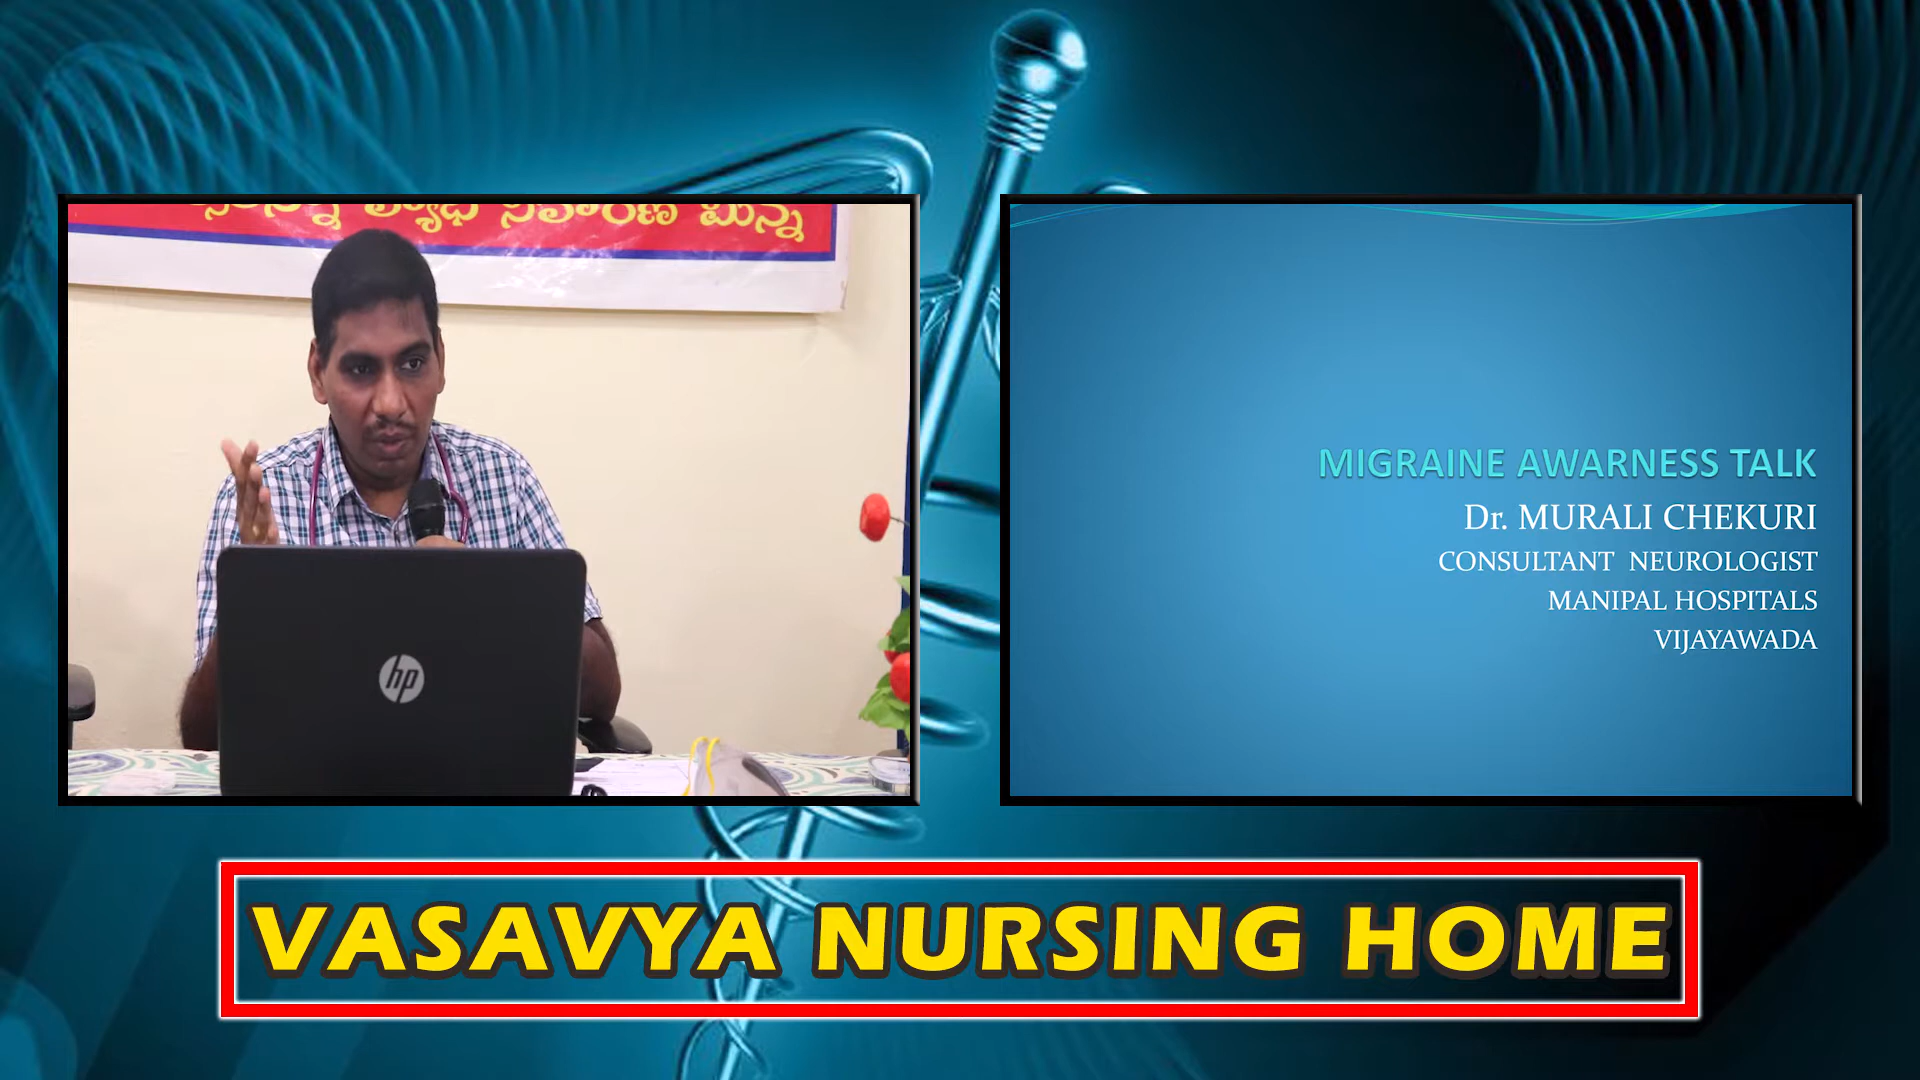 MIGRAINE AWARNESS TALK
Dr. MURALI CHEKURI
CONSULTANT NEUROLOGIST
MANIPAL HOSPITALS
VIJAYAWADA
hp
VASAVYA NURSING HOME